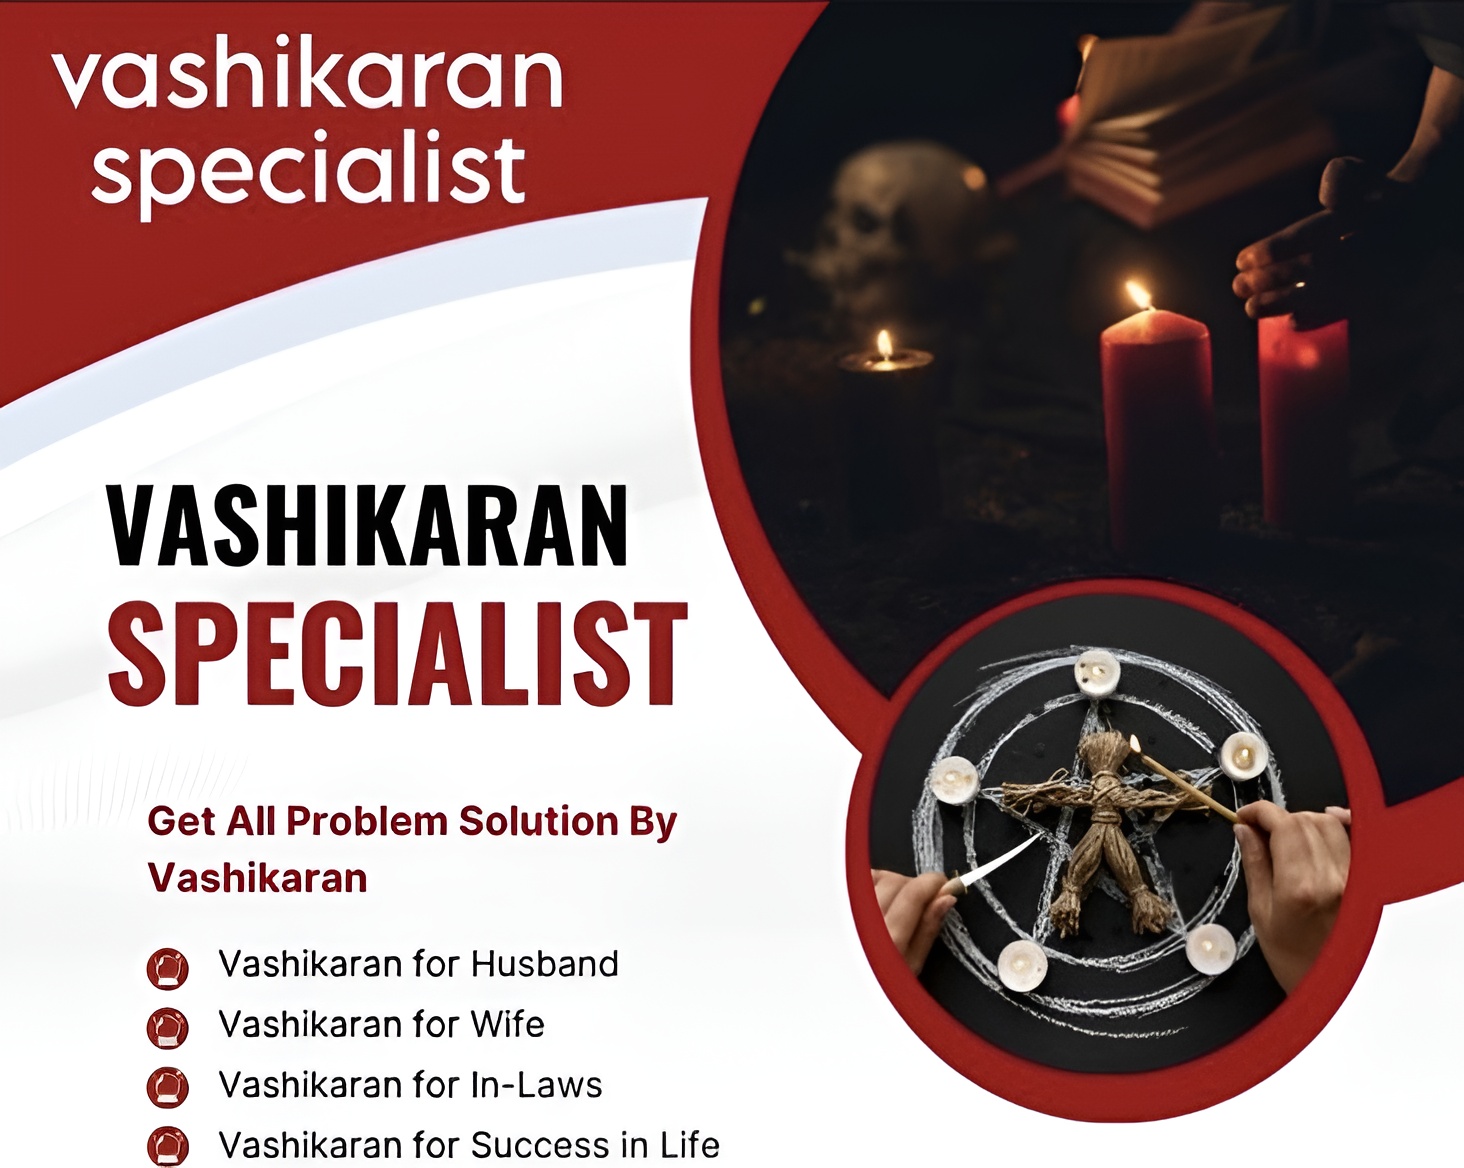 vashikaran
specialist
VASHIKARAN
SPECIALIST
Get All Problem Solution By
Vashikaran
Vashikaran for Husband
Vashikaran for Wife
Vashikaran for In-Laws
Vashikaran for Success in Life